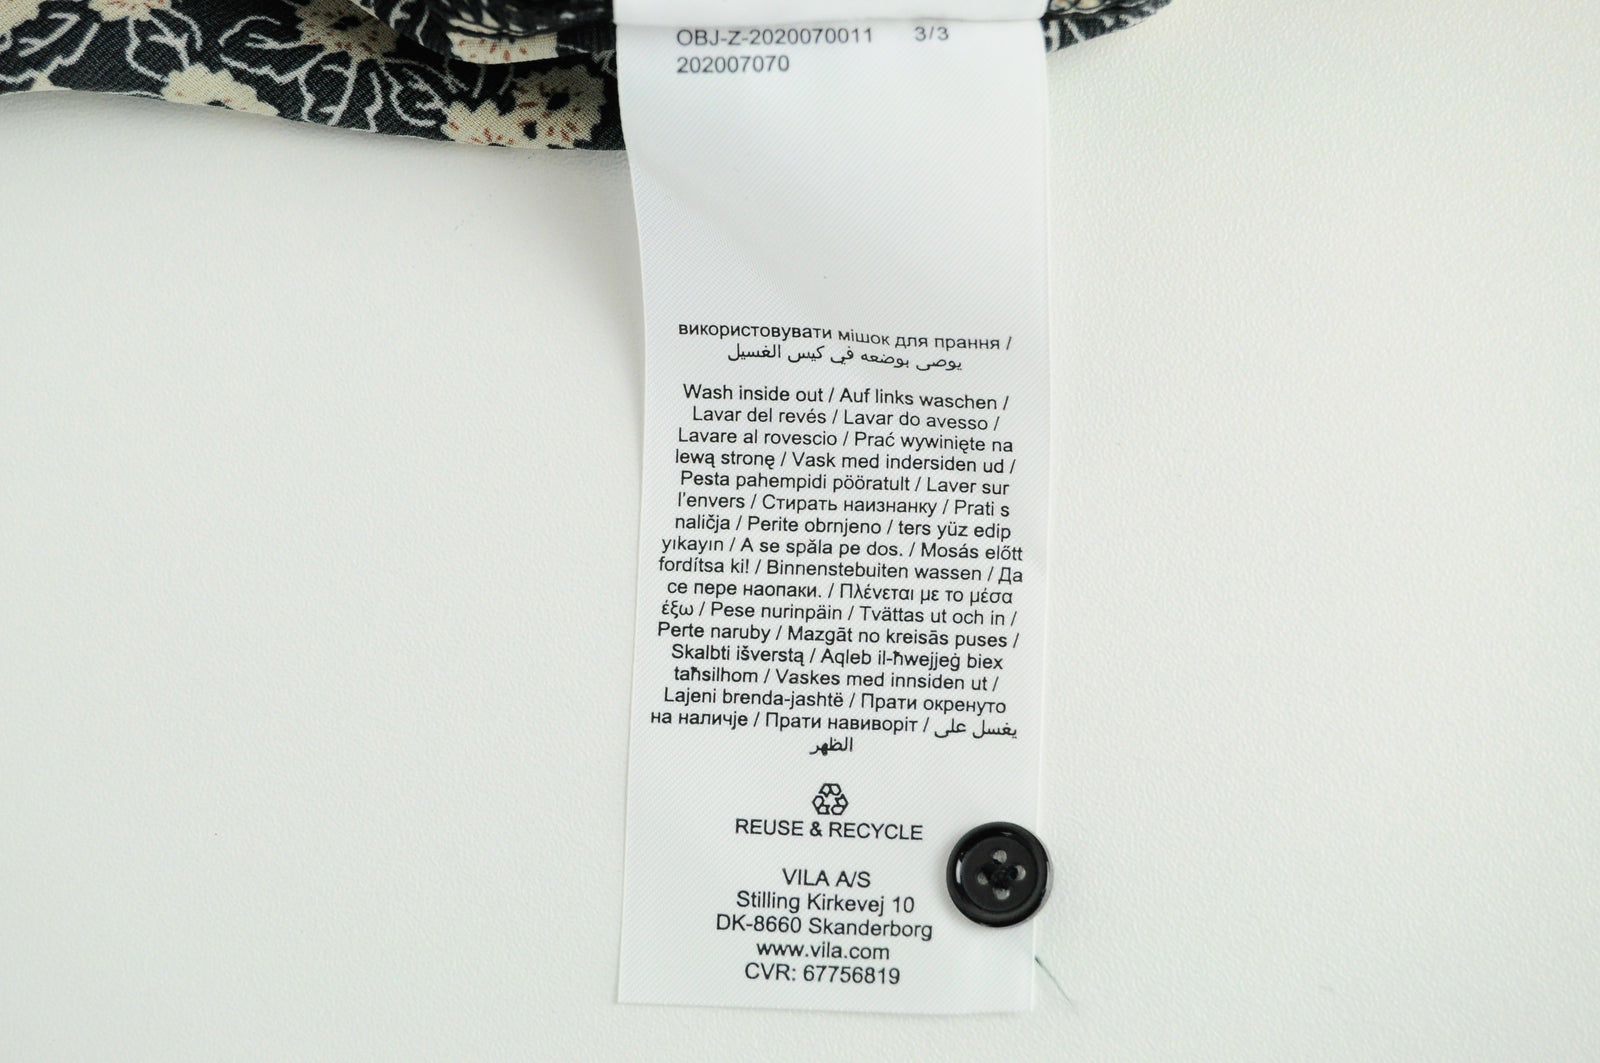 OBJ-Z-2020070011 3/3
202007070
використовувати мішок для прання /
يوصى بوضعه في كيس الغسيل
Wash inside out / Auf links waschen /
Lavar del revés / Lavar do avesso /
Lavare al rovescio / Prać wywinięte na
lewą stronę / Vask med indersiden ud /
Pesta pahempidi pööratult / Laver sur
l'envers / Стирать наизнанку / Prati s
naličja / Perite obrnjeno / ters yüz edip
yıkayın / A se spăla pe dos. / Mosás előtt
fordítsa ki! / Binnenstebuiten wassen / Да
се пере наопаки. / Πλένεται με το μέσα
έξω / Pese nurinpäin / Tvättas ut och in /
Perte naruby / Mazgāt no kreisās puses /
Skalbti išverstą / Aqleb il-ħwejjeġ biex
taħsilhom / Vaskes med innsiden ut /
Lajeni brenda-jashtë / Прати окренуто
на наличје / Прати навиворіт / يغسل على
الظهر
REUSE & RECYCLE
VILA A/S
Stilling Kirkevej 10
DK-8660 Skanderborg
www.vila.com
CVR: 67756819